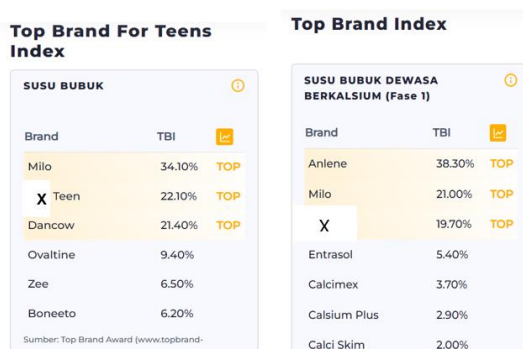 Top Brand For Teens
Index
SUSU BUBUK
Brand TBI
Milo 34.10% TOP
X Teen 22.10% TOP
Dancow 21.40% TOP
Ovaltine 9.40%
Zee 6.50%
Boneeto 6.20%
Sumber: Top Brand Award (www.topbrand-
Top Brand Index
SUSU BUBUK DEWASA
BERKALSIUM (Fase 1)
Brand TBI
Anlene 38.30% TOP
Milo 21.00% TOP
X 19.70% TOP
Entrasol 5.40%
Calcimex 3.70%
Calsium Plus 2.90%
Calci Skim 2.00%